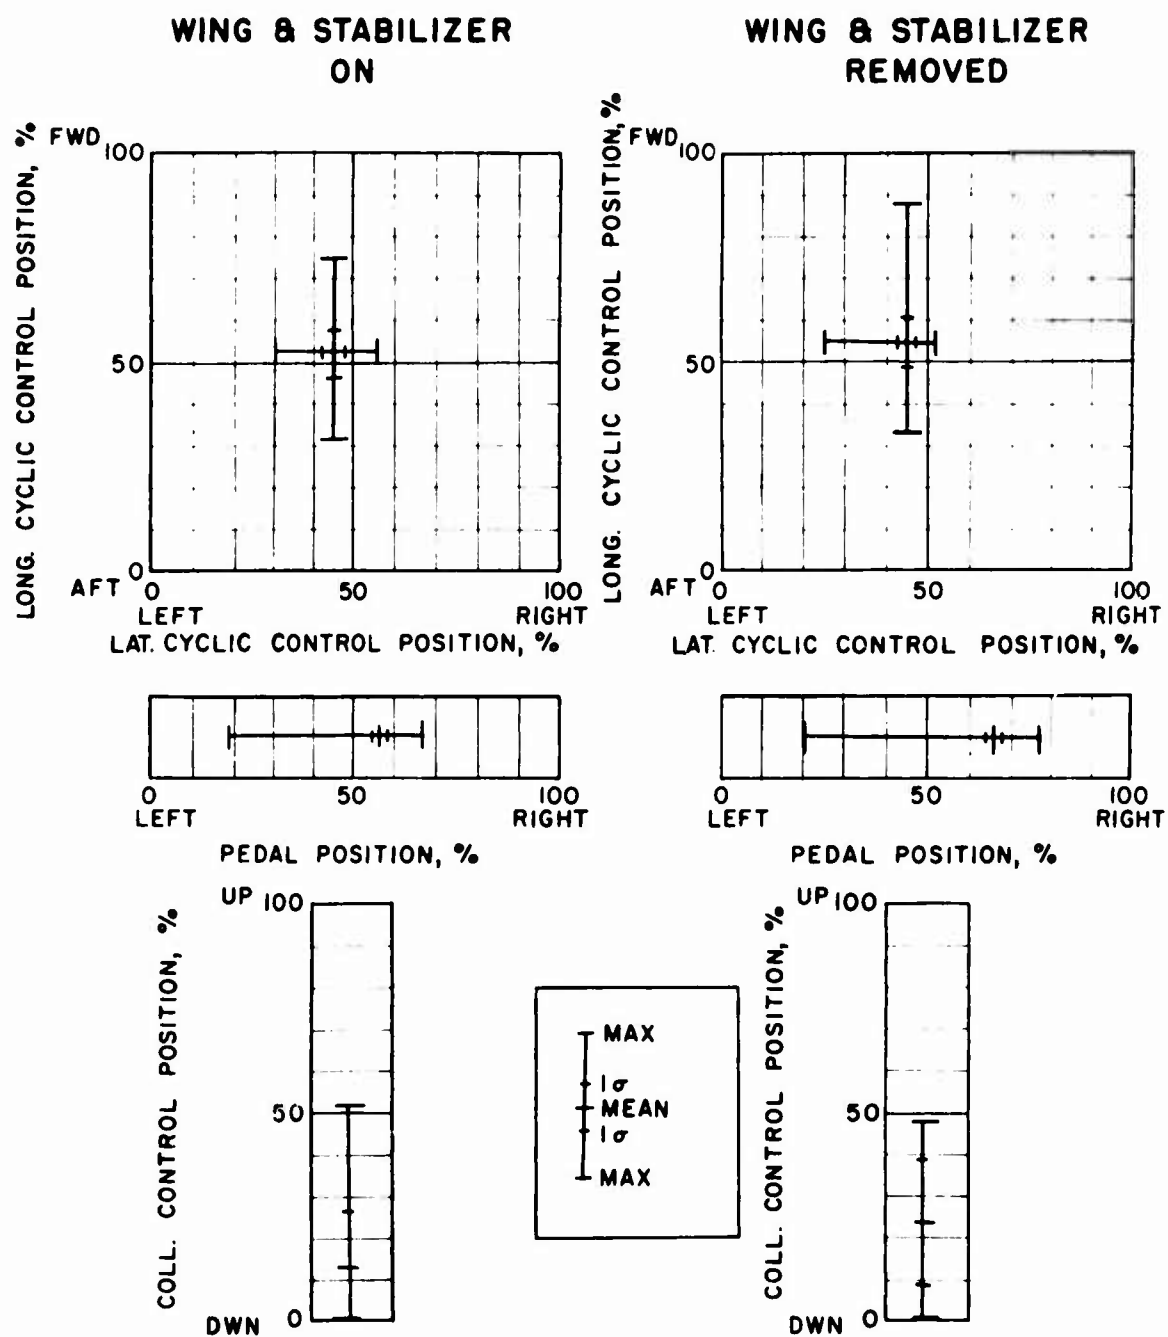 WING & STABILIZER
ON
WING & STABILIZER
REMOVED
LONG. CYCLIC CONTROL POSITION, %
FWD
100
50
0
AFT
0 50 100
LEFT RIGHT
LAT. CYCLIC CONTROL POSITION, %
LONG. CYCLIC CONTROL POSITION, %
FWD
100
50
0
AFT
0 50 100
LEFT RIGHT
LAT. CYCLIC CONTROL POSITION, %
0 50 100
LEFT RIGHT
PEDAL POSITION, %
0 50 100
LEFT RIGHT
PEDAL POSITION, %
COLL. CONTROL POSITION, %
UP 100
50
DWN 0
MAX
1σ
MEAN
1σ
MAX
COLL. CONTROL POSITION, %
UP 100
50
DWN 0